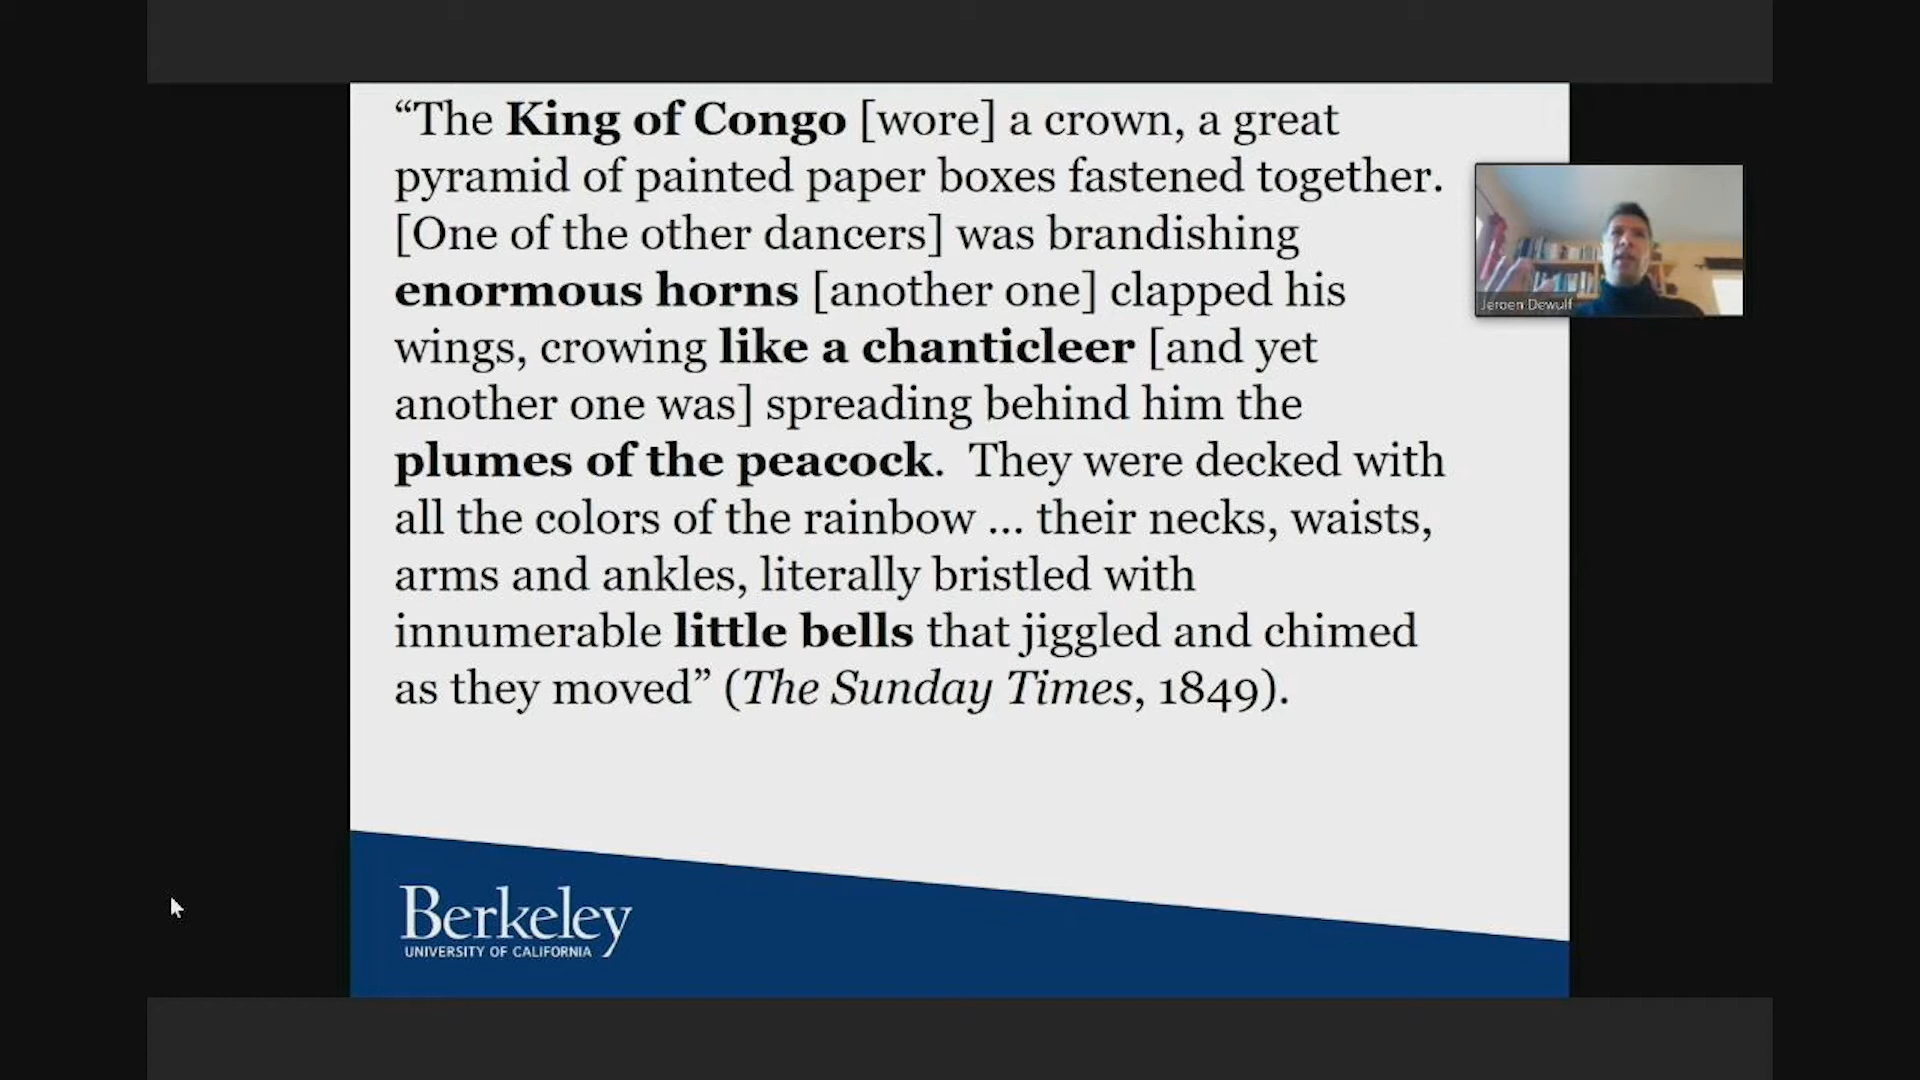 “The King of Congo [wore] a crown, a great
pyramid of painted paper boxes fastened together.
[One of the other dancers] was brandishing
enormous horns [another one] clapped his
wings, crowing like a chanticleer [and yet
another one was] spreading behind him the
plumes of the peacock.  They were decked with
all the colors of the rainbow ... their necks, waists,
arms and ankles, literally bristled with
innumerable little bells that jiggled and chimed
as they moved” (The Sunday Times, 1849).
Jeroen Dewulf
Berkeley
UNIVERSITY OF CALIFORNIA